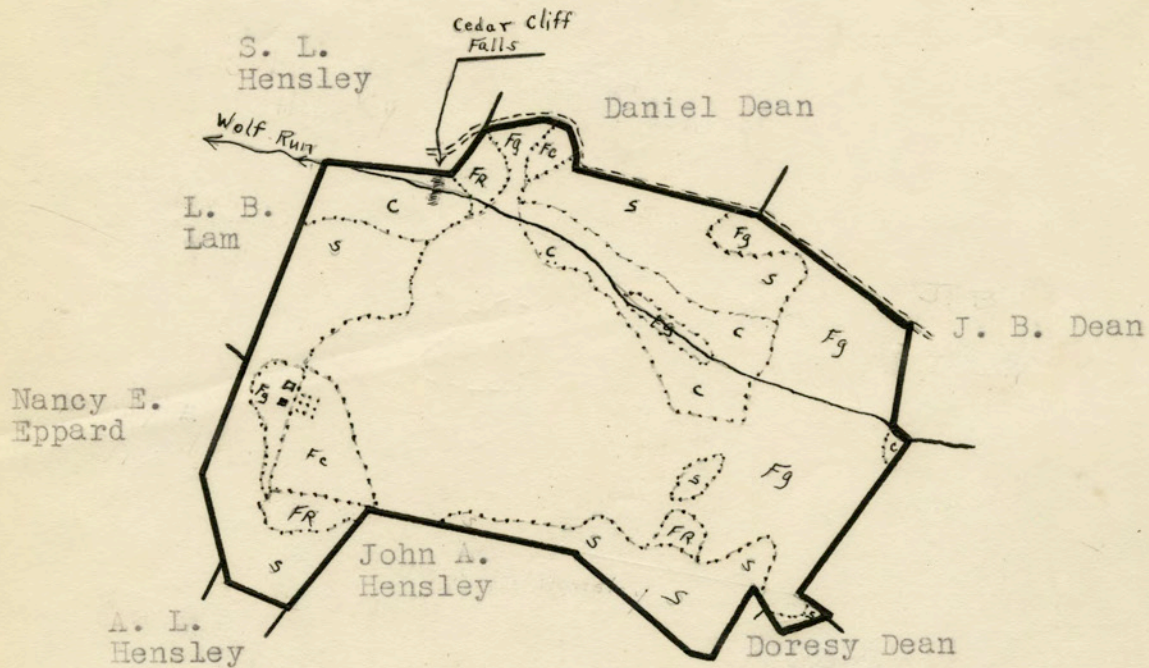 Cedar Cliff
Falls
S. L.
Hensley
Daniel Dean
Wolf Run
Fg
Fc
FR
L. B.
Lam
C
S
S
Fg
S
C
J. B. Dean
Fg
C
Fg
C
Nancy E.
Eppard
Fg
Fc
C
S
Fg
FR
FR
John A.
Hensley
S
S
S
S
A. L.
Hensley
Doresy Dean